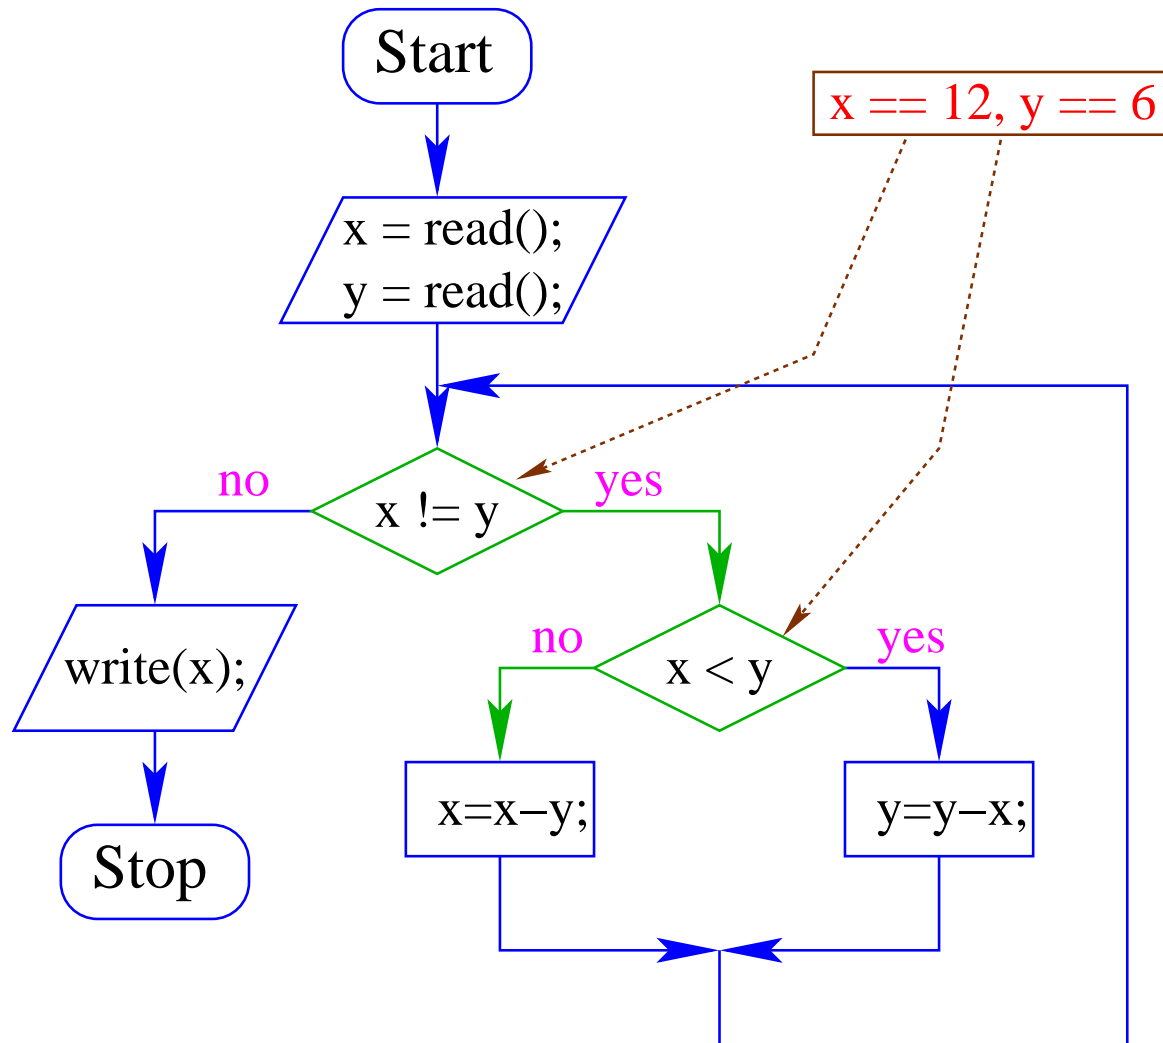 Start
x == 12, y == 6
x = read();
y = read();
no
yes
x != y
no
yes
write(x);
x < y
x=x−y;
y=y−x;
Stop